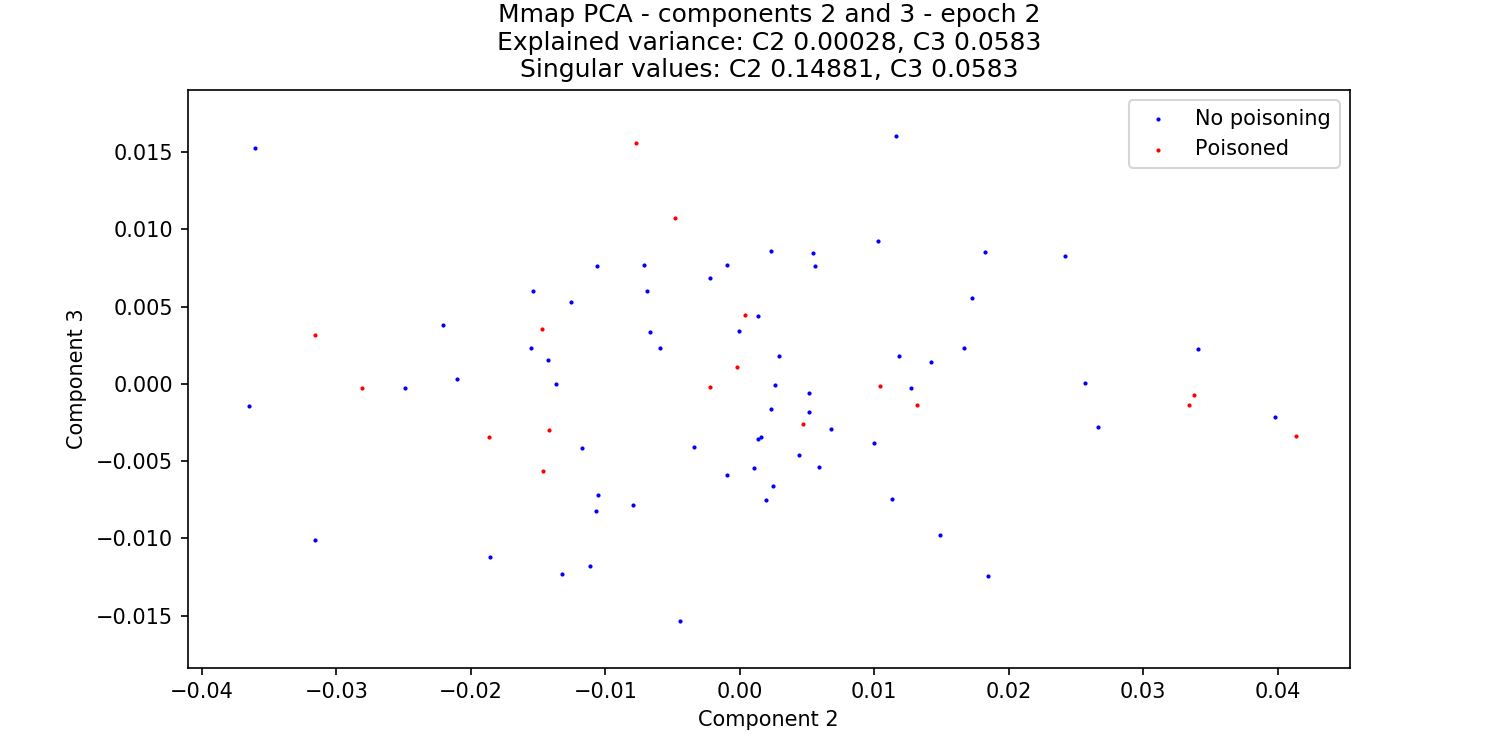 Mmap PCA - components 2 and 3 - epoch 2
Explained variance: C2 0.00028, C3 0.0583
Singular values: C2 0.14881, C3 0.0583
No poisoning
Poisoned
0.015
0.010
0.005
0.000
−0.005
−0.010
−0.015
Component 3
−0.04 −0.03 −0.02 −0.01 0.00 0.01 0.02 0.03 0.04
Component 2